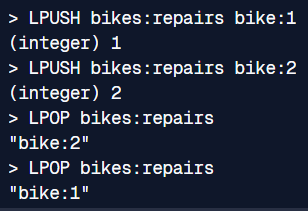 > LPUSH bikes:repairs bike:1
(integer) 1
> LPUSH bikes:repairs bike:2
(integer) 2
> LPOP bikes:repairs
"bike:2"
> LPOP bikes:repairs
"bike:1"